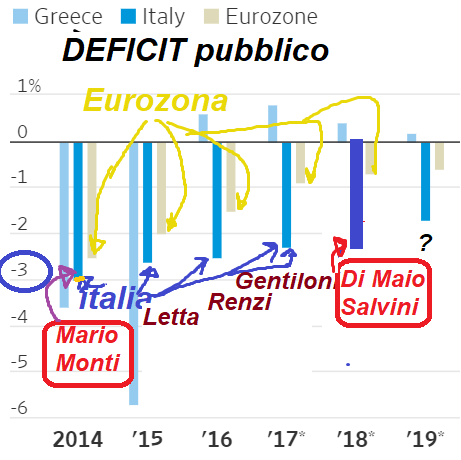 Greece Italy Eurozone
DEFICIT pubblico
1%
Eurozona
0
-1
-2
-3
italia
Gentiloni
Di Maio
Salvini
Renzi
Letta
?
-4
Mario
Monti
-5
-6
2014 '15 '16 '17* '18* '19*